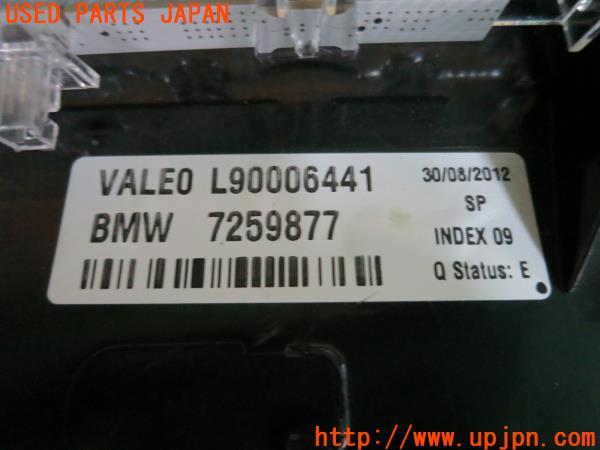 USED PARTS JAPAN
VALEO L90006441
30/08/2012
SP
BMW 7259877
INDEX 09
Q Status: E
http://www.upjpn.com